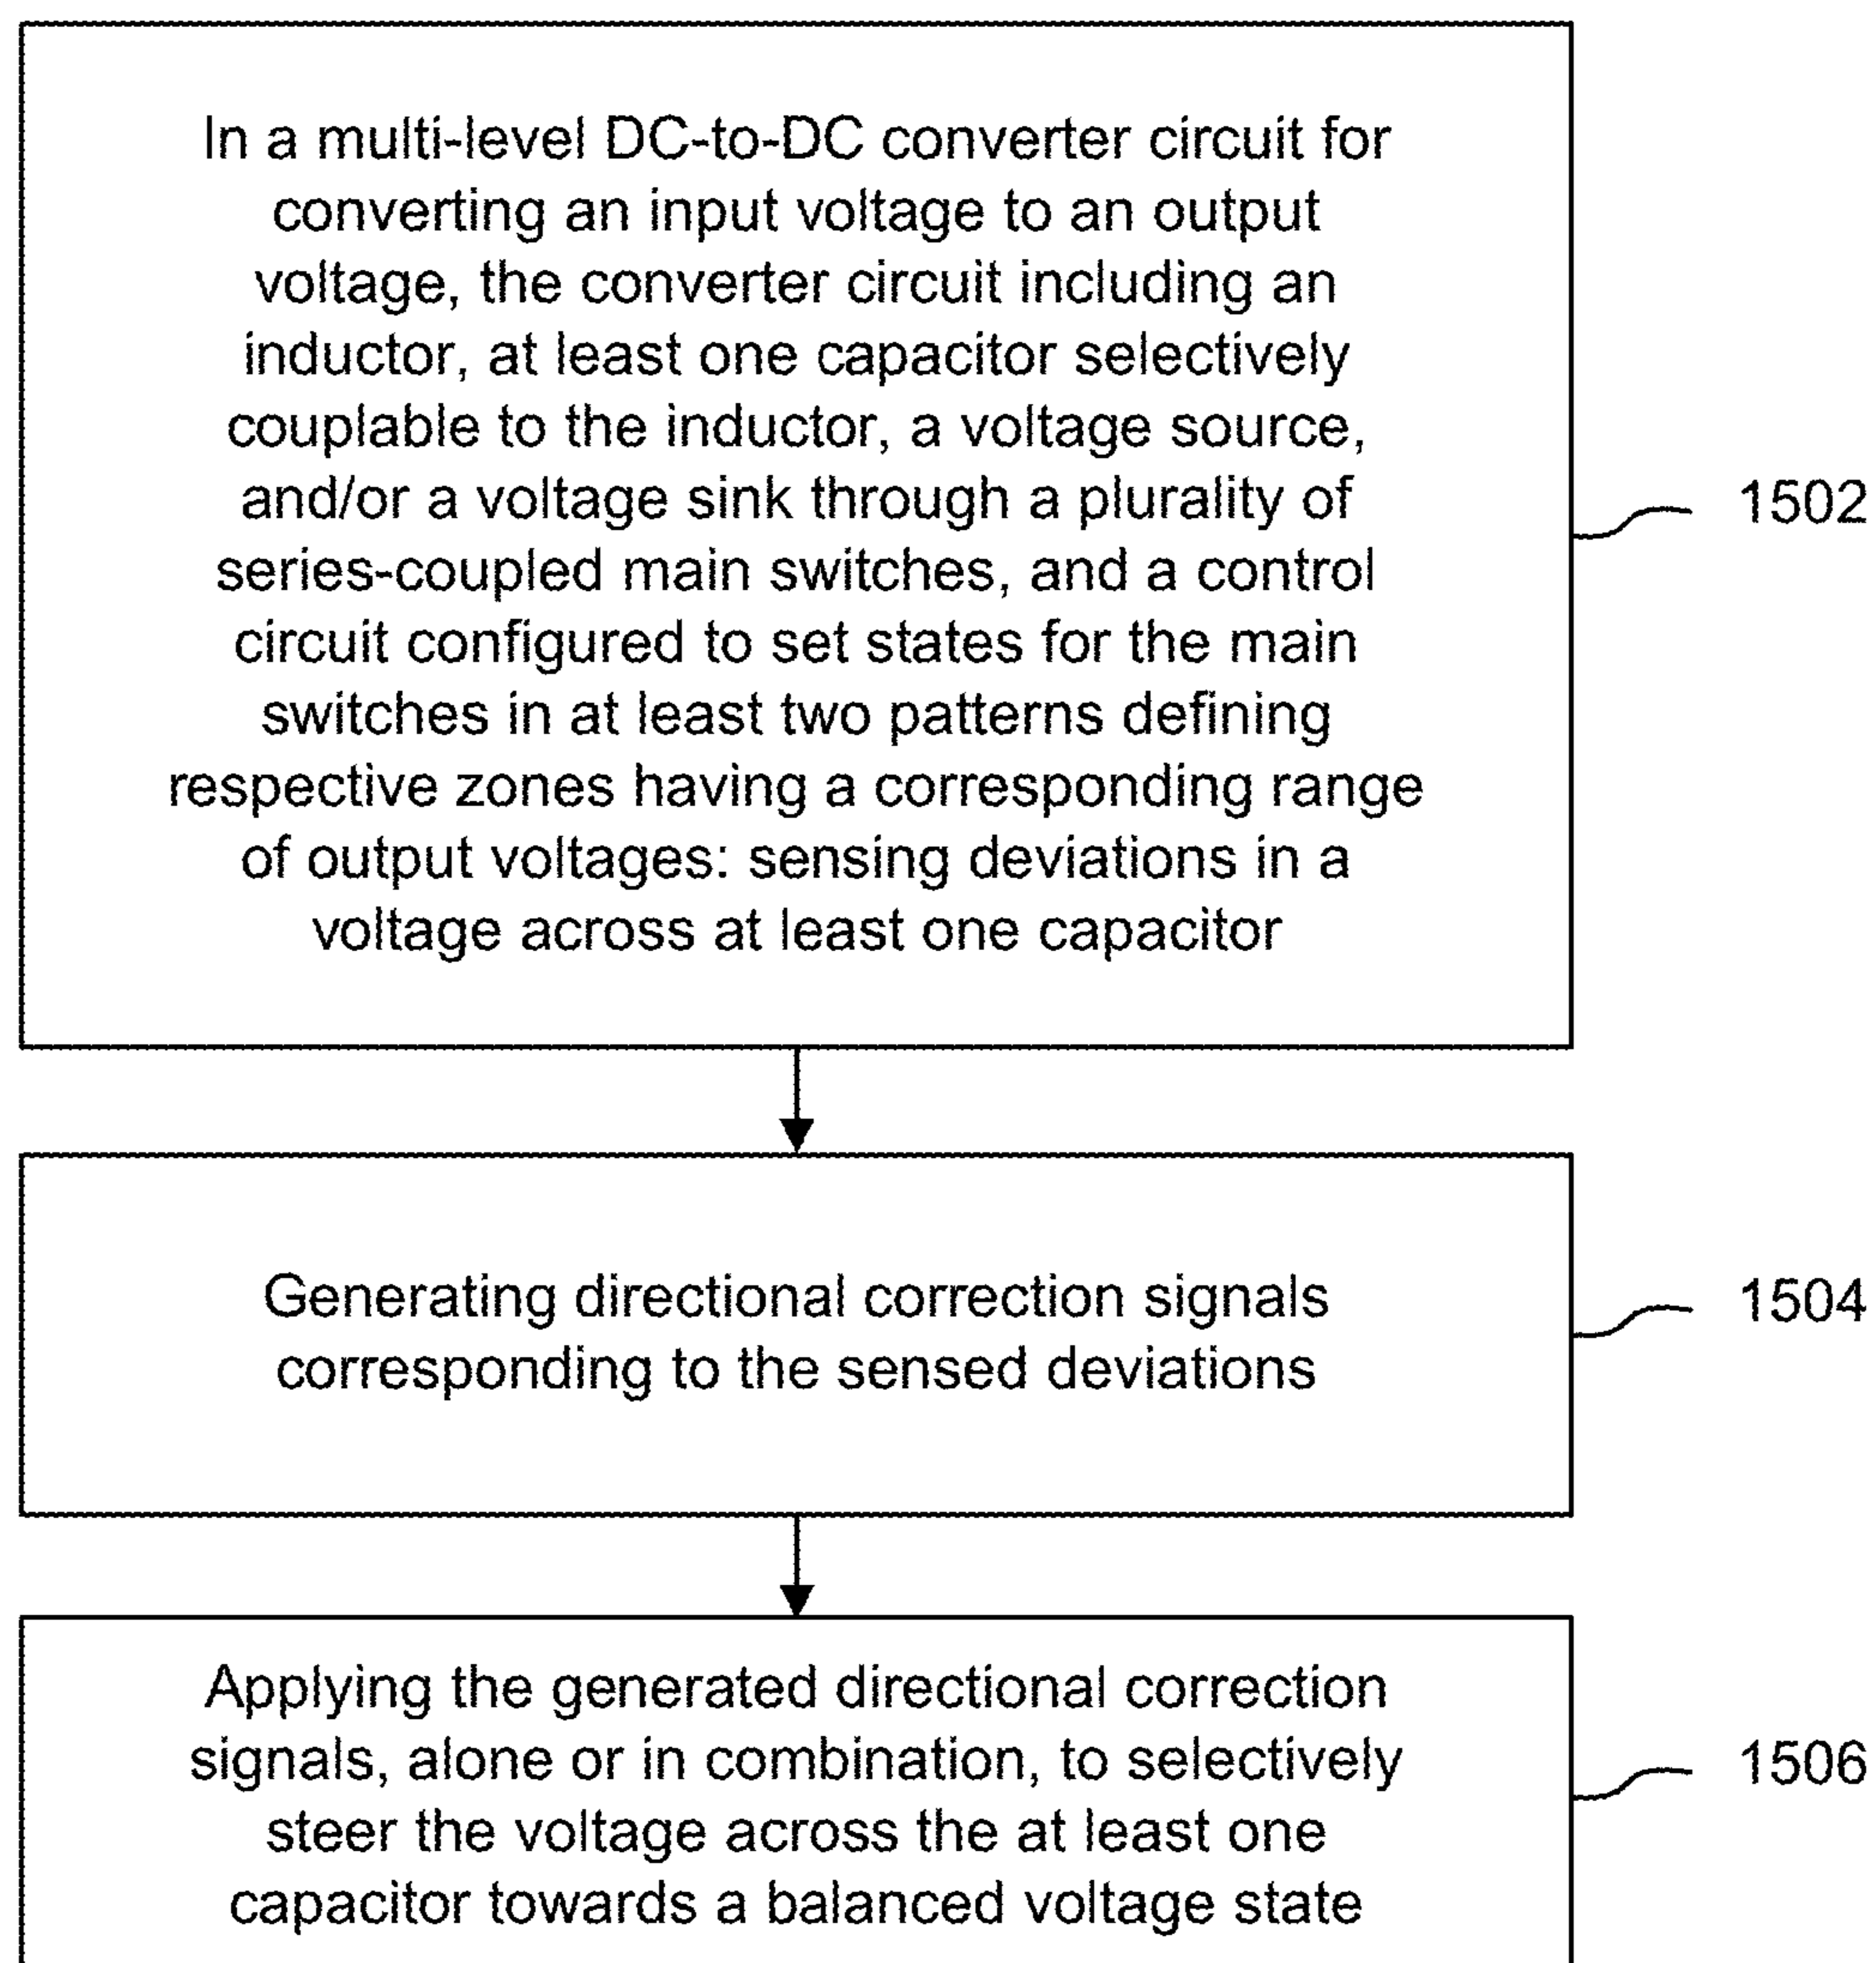 In a multi-level DC-to-DC converter circuit for
converting an input voltage to an output
voltage, the converter circuit including an
inductor, at least one capacitor selectively
couplable to the inductor, a voltage source,
and/or a voltage sink through a plurality of
series-coupled main switches, and a control
circuit configured to set states for the main
switches in at least two patterns defining
respective zones having a corresponding range
of output voltages: sensing deviations in a
voltage across at least one capacitor
1502
Generating directional correction signals
corresponding to the sensed deviations
1504
Applying the generated directional correction
signals, alone or in combination, to selectively
steer the voltage across the at least one
capacitor towards a balanced voltage state
1506